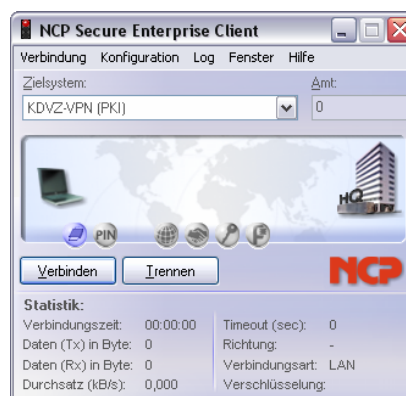 NCP Secure Enterprise Client
Verbindung Konfiguration Log Fenster Hilfe
Zielsystem: Amt:
KDVZ-VPN (PKI) 0
HQ
PIN
Verbinden Trennen NCP
Statistik:
Verbindungszeit: 00:00:00 Timeout (sec): 0
Daten (Tx) in Byte: 0 Richtung: -
Daten (Rx) in Byte: 0 Verbindungsart: LAN
Durchsatz (kB/s): 0,000 Verschlüsselung: